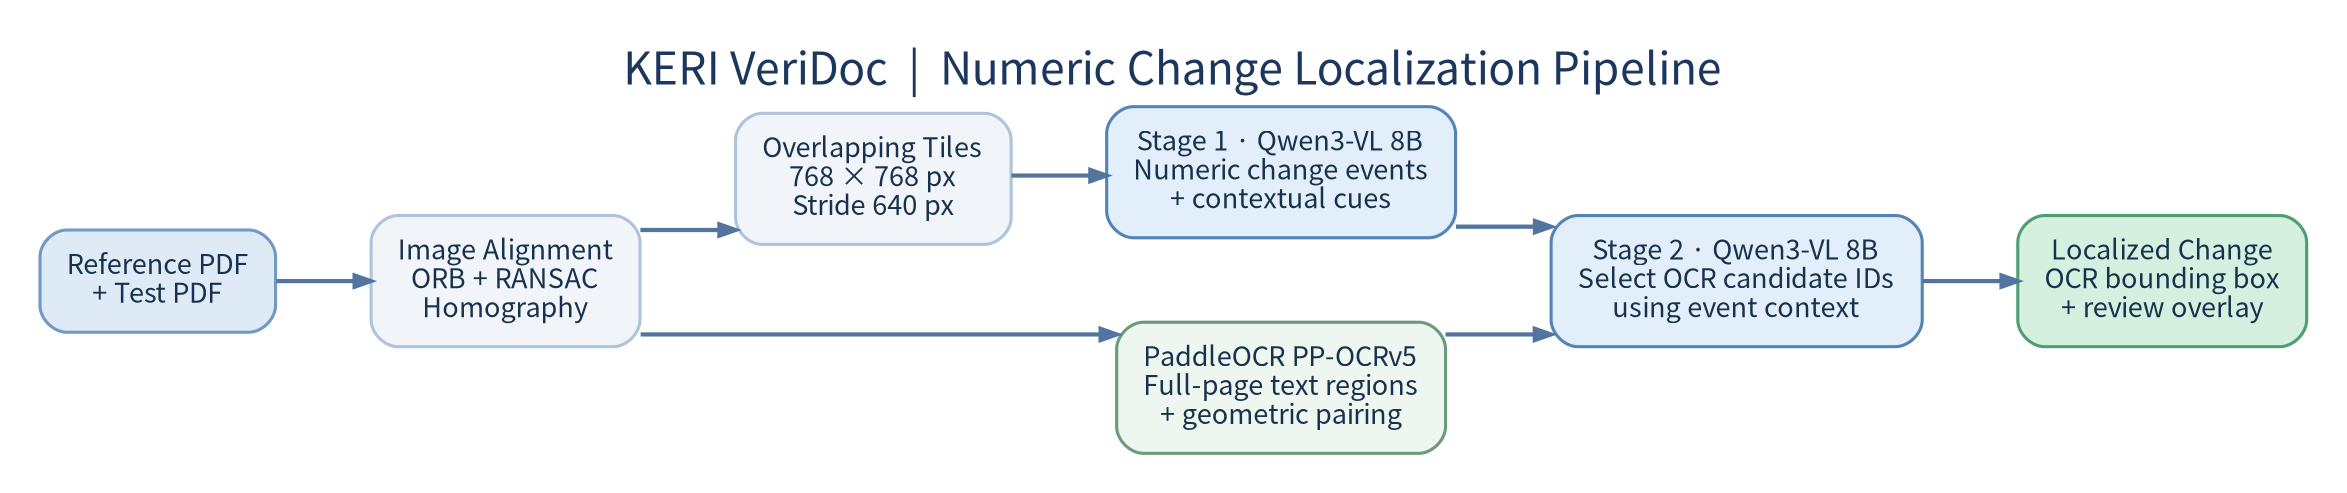 KERI VeriDoc | Numeric Change Localization Pipeline
Reference PDF
+ Test PDF
Image Alignment
ORB + RANSAC
Homography
Overlapping Tiles
768 × 768 px
Stride 640 px
Stage 1 · Qwen3-VL 8B
Numeric change events
+ contextual cues
PaddleOCR PP-OCRv5
Full-page text regions
+ geometric pairing
Stage 2 · Qwen3-VL 8B
Select OCR candidate IDs
using event context
Localized Change
OCR bounding box
+ review overlay